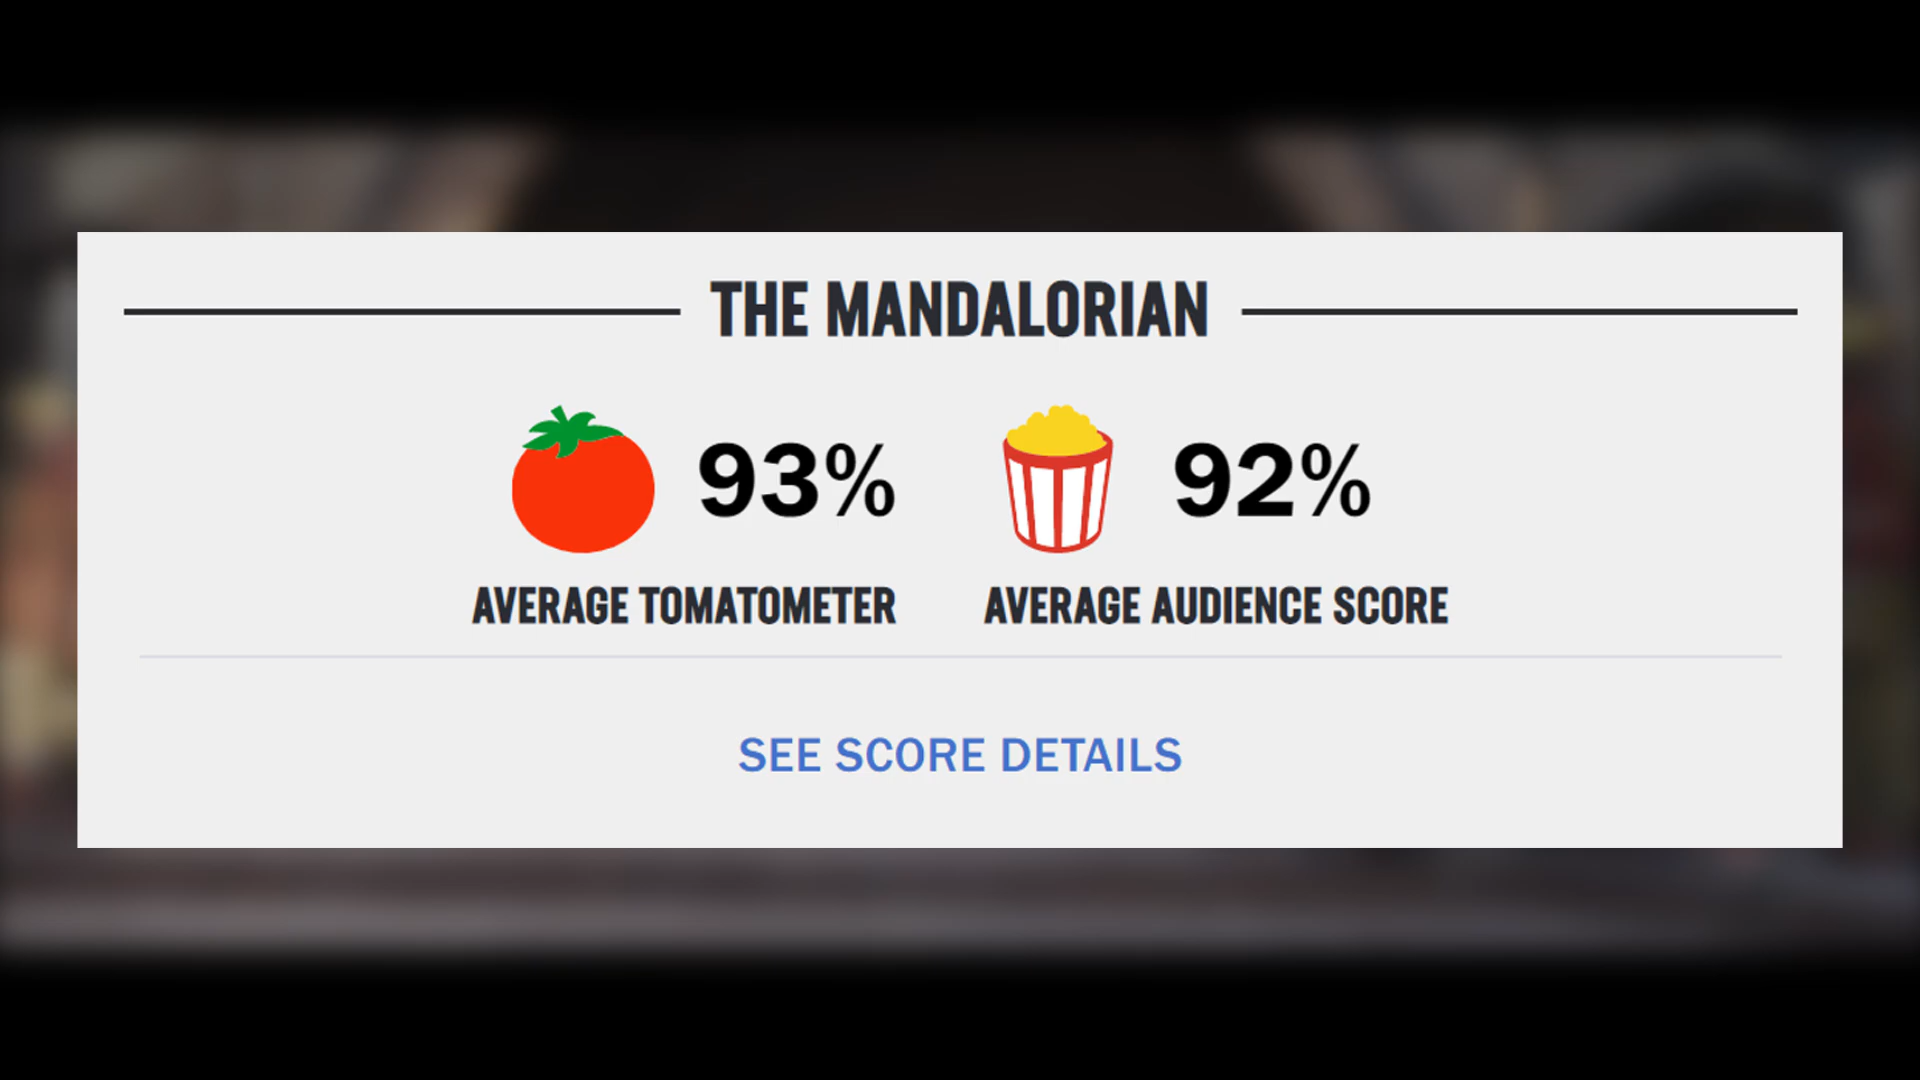 THE MANDALORIAN
93% 92%
AVERAGE TOMATOMETER AVERAGE AUDIENCE SCORE
SEE SCORE DETAILS